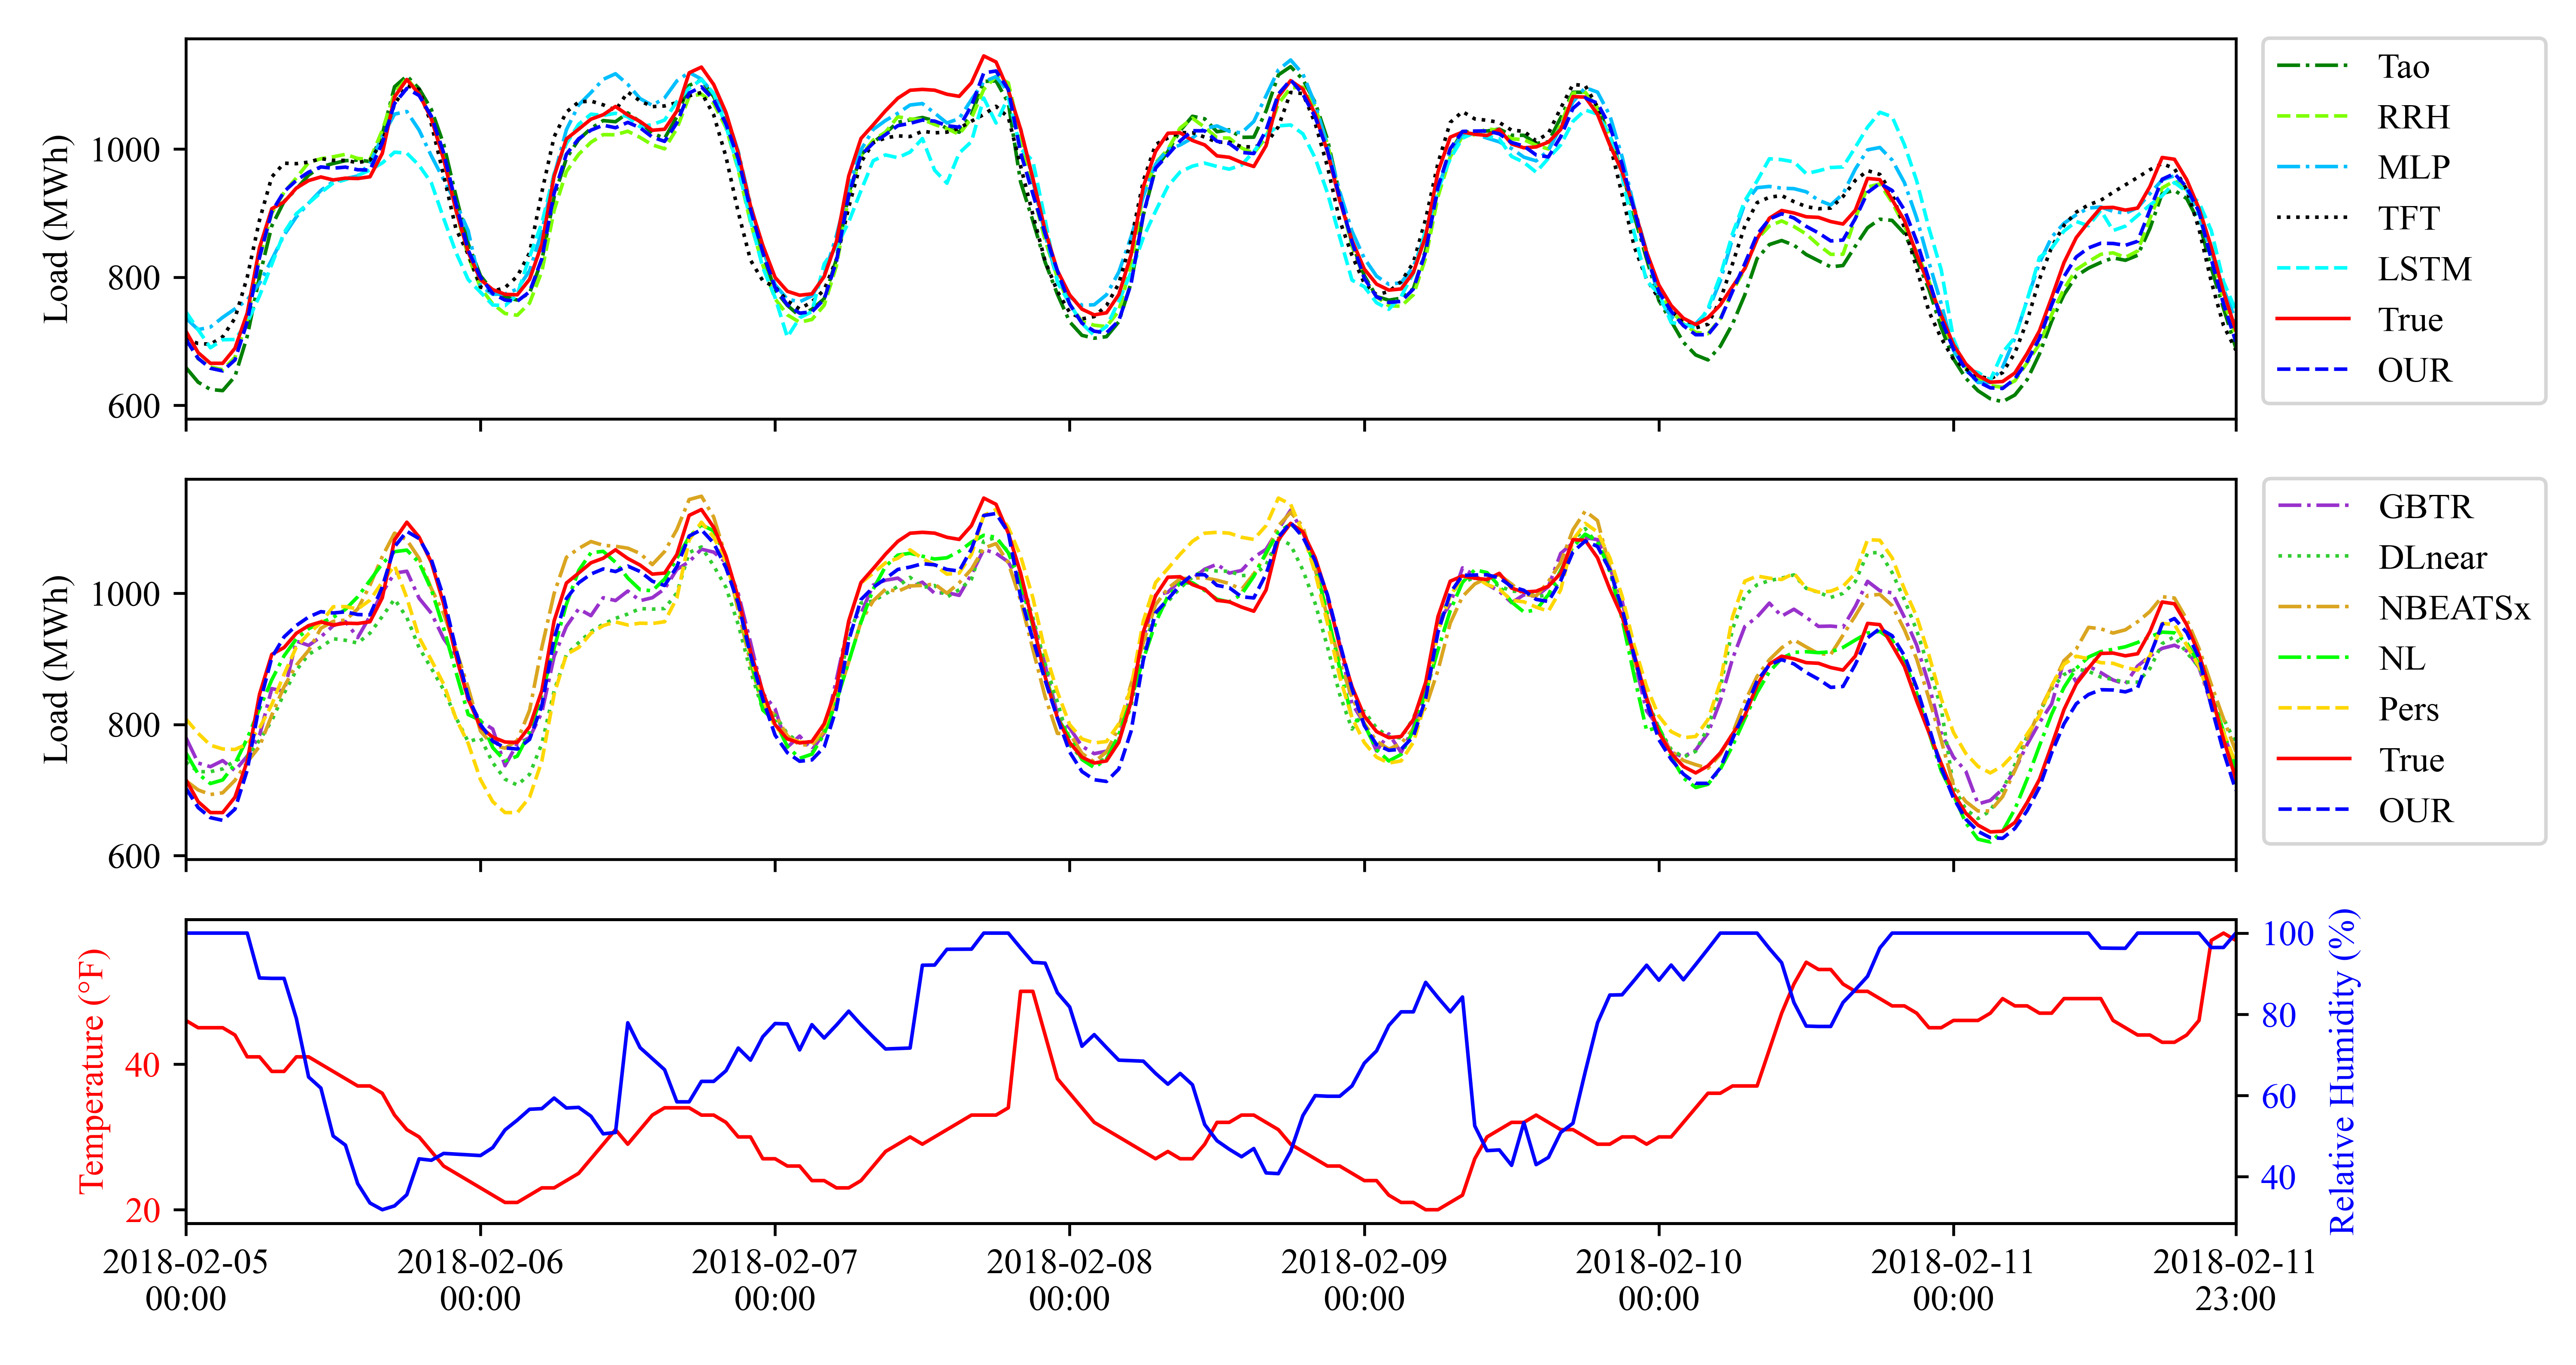 Load (MWh)
1000
800
600
Tao
RRH
MLP
TFT
LSTM
True
OUR
Load (MWh)
1000
800
600
GBTR
DLnear
NBEATSx
NL
Pers
True
OUR
Temperature (°F)
40
20
100
80
60
40
Relative Humidity (%)
2018-02-05
00:00
2018-02-06
00:00
2018-02-07
00:00
2018-02-08
00:00
2018-02-09
00:00
2018-02-10
00:00
2018-02-11
00:00
2018-02-11
23:00